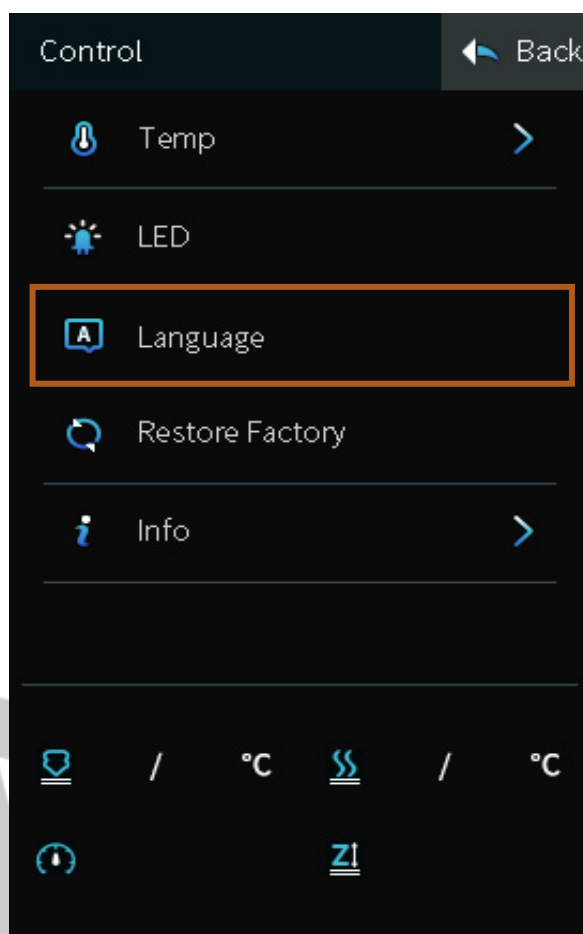 Control Back
Temp
LED
A Language
Restore Factory
i Info
/ °C / °C
Z